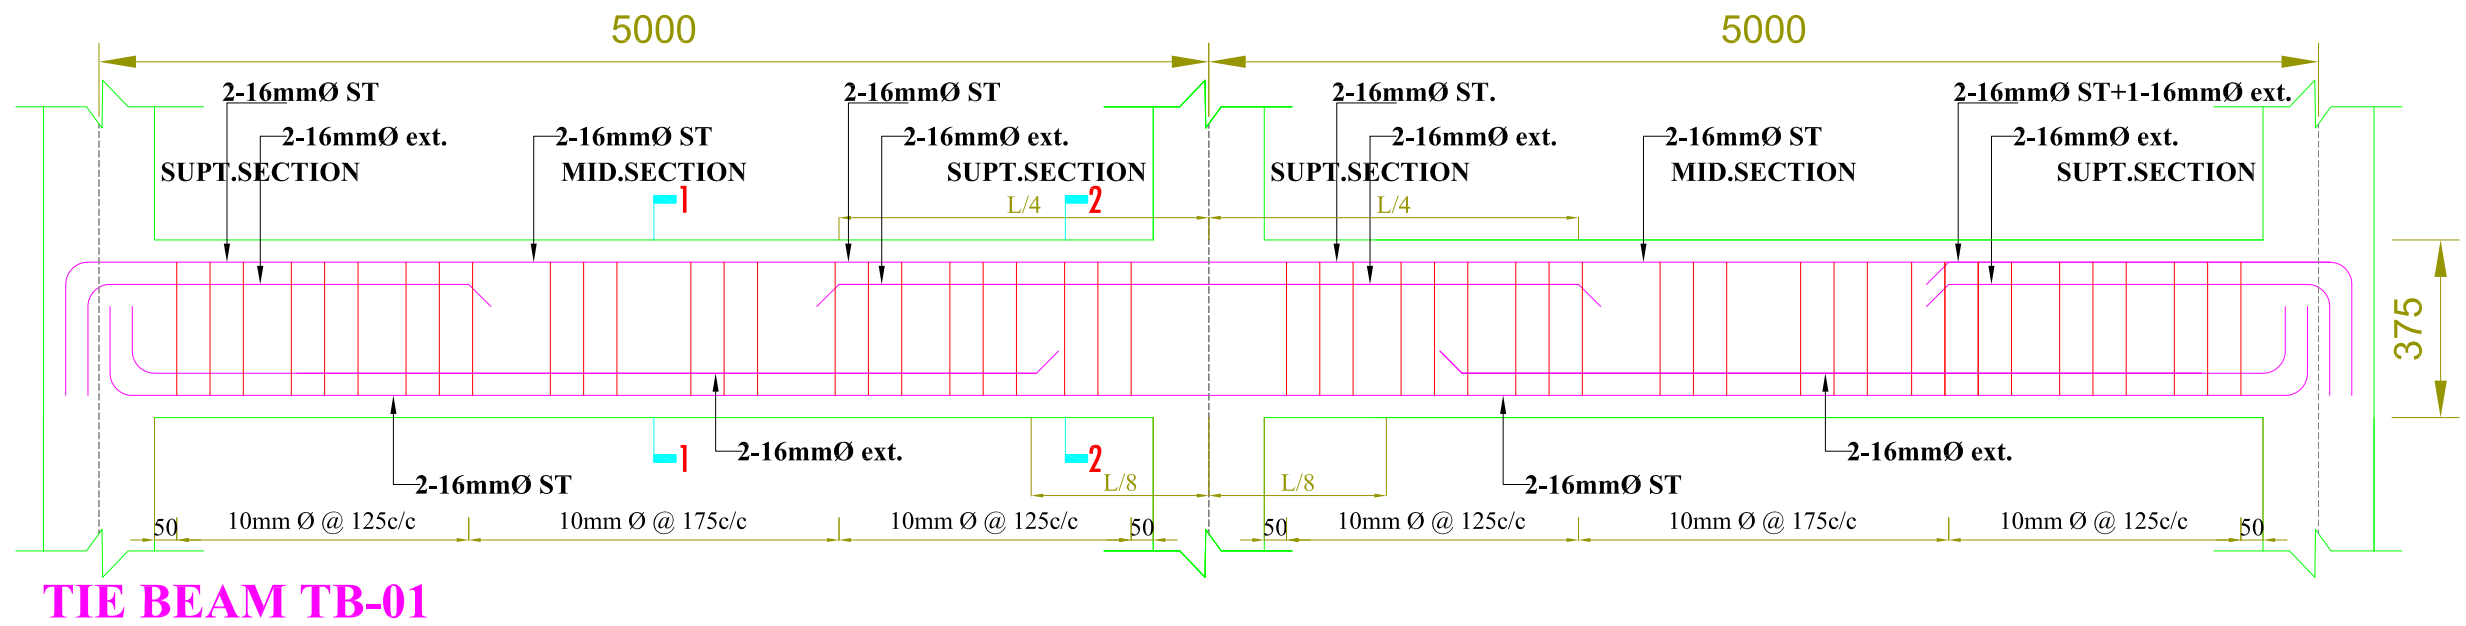 5000 5000
2-16mmØ ST 2-16mmØ ST 2-16mmØ ST. 2-16mmØ ST+1-16mmØ ext.
2-16mmØ ext. 2-16mmØ ST 2-16mmØ ext. 2-16mmØ ext. 2-16mmØ ST 2-16mmØ ext.
SUPT.SECTION MID.SECTION SUPT.SECTION SUPT.SECTION MID.SECTION SUPT.SECTION
1 2 L/4 L/4
375
1 2-16mmØ ext. 2 2-16mmØ ext.
2-16mmØ ST L/8 L/8 2-16mmØ ST
50 10mm Ø @ 125c/c 10mm Ø @ 175c/c 10mm Ø @ 125c/c 50 50 10mm Ø @ 125c/c 10mm Ø @ 175c/c 10mm Ø @ 125c/c 50
TIE BEAM TB-01